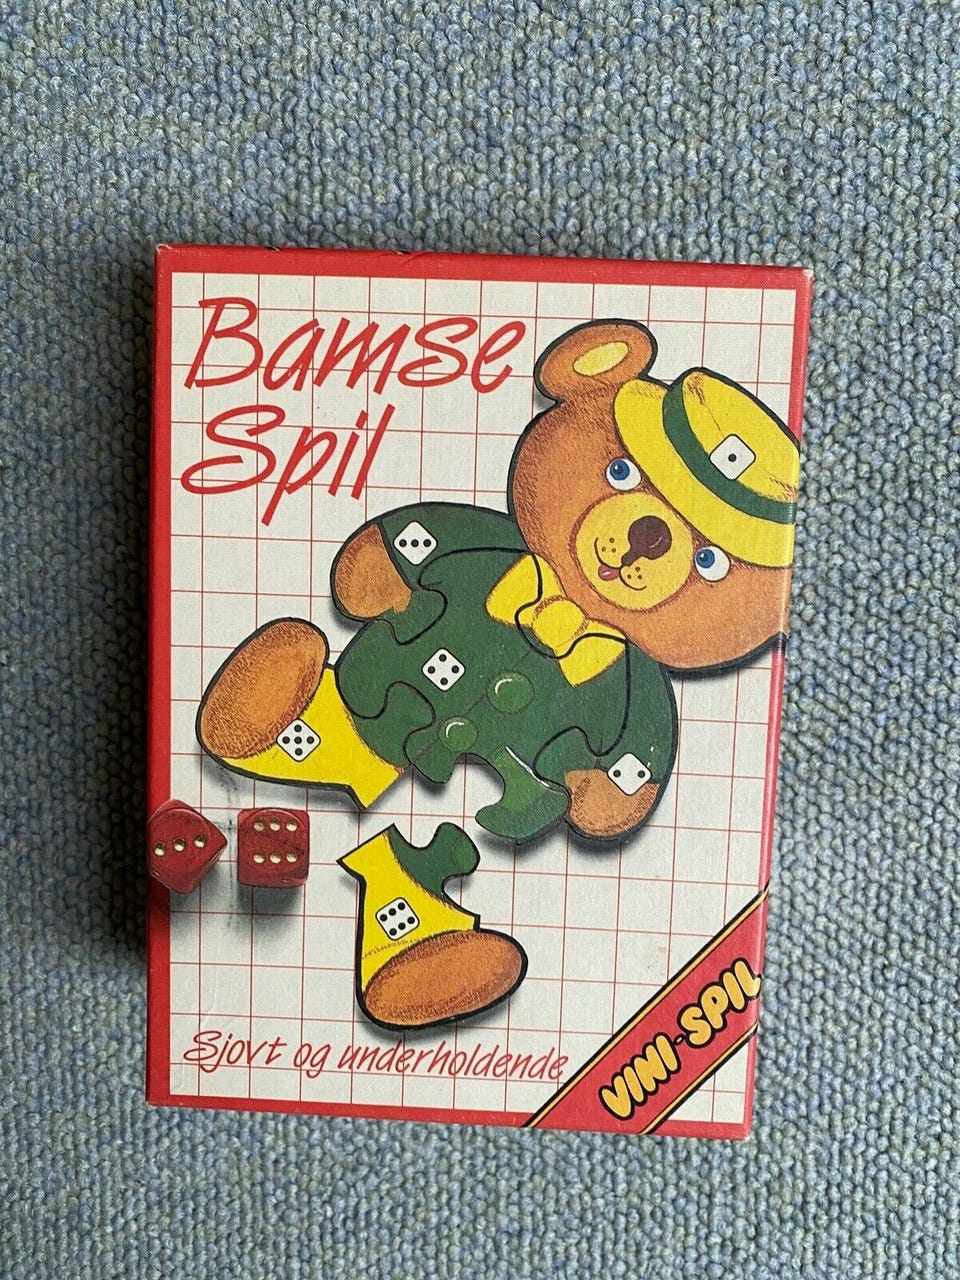 Bamse
Spil
Sjovt og underholdende
VINI-SPIL